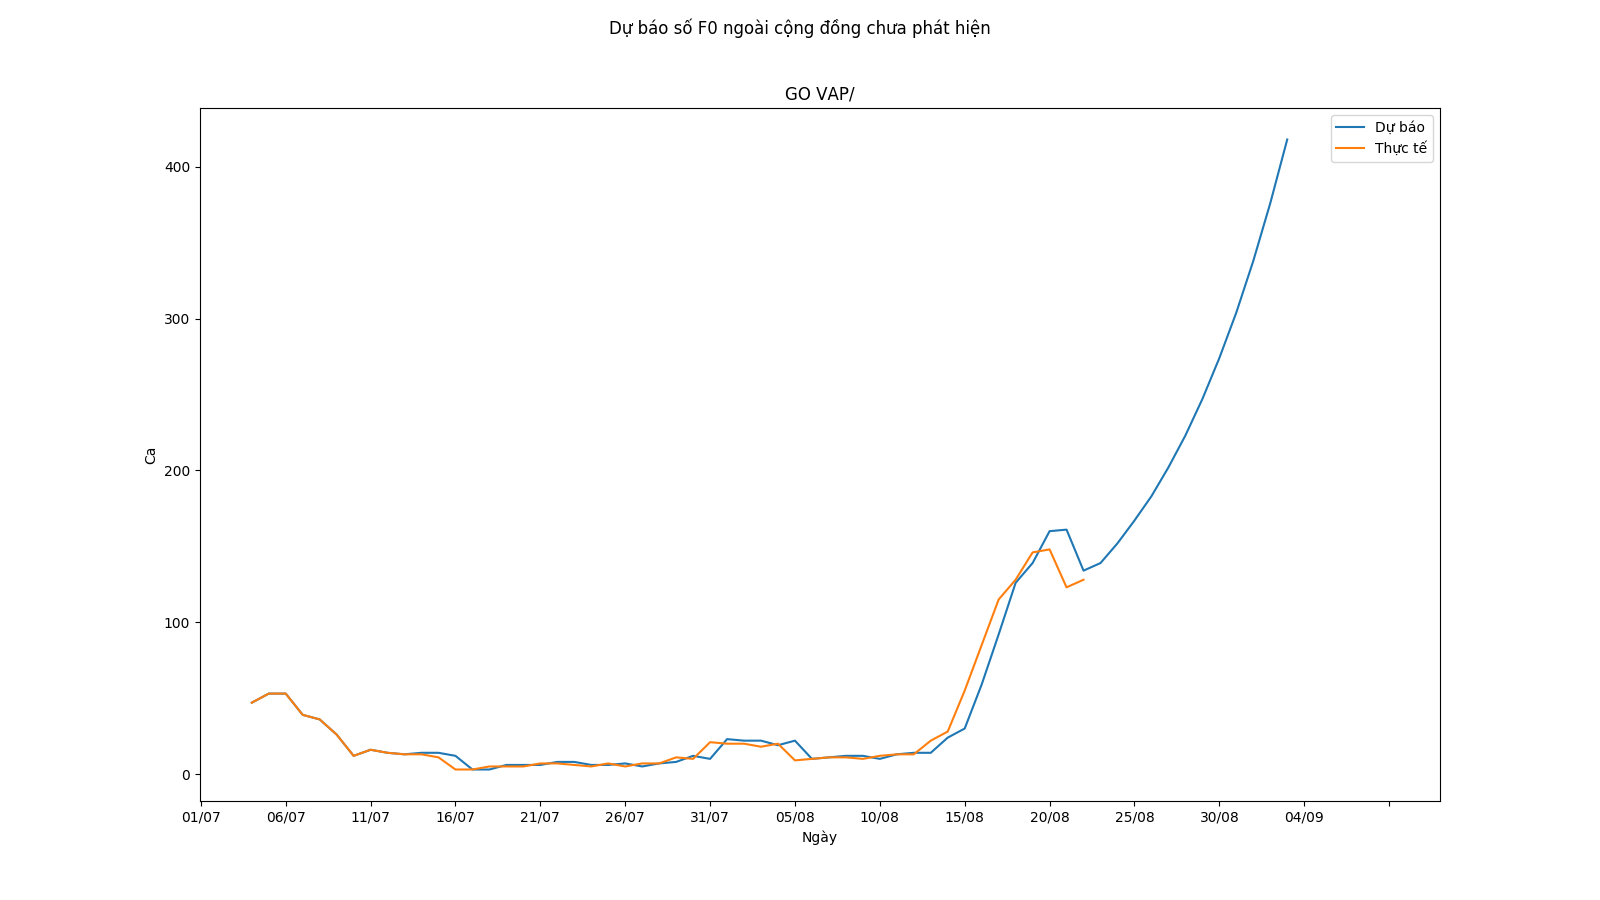 Dự báo số F0 ngoài cộng đồng chưa phát hiện
GO VAP/
Dự báo
Thực tế
400
300
200
100
0
Ca
01/07 06/07 11/07 16/07 21/07 26/07 31/07 05/08 10/08 15/08 20/08 25/08 30/08 04/09
Ngày